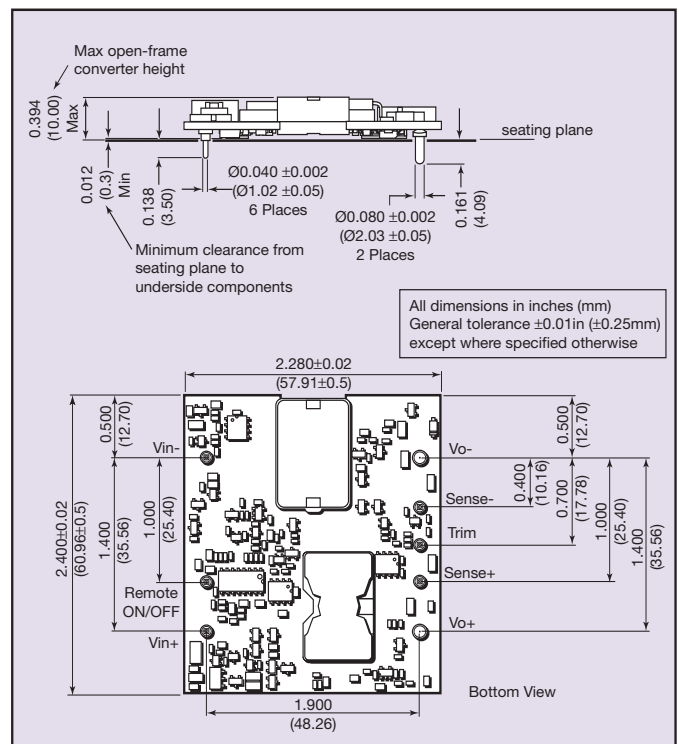 Max open-frame
converter height
0.394
(10.00)
Max
seating plane
0.012
(0.3)
Min
0.138
(3.50)
Ø0.040 ±0.002
(Ø1.02 ±0.05)
6 Places
Ø0.080 ±0.002
(Ø2.03 ±0.05)
2 Places
0.161
(4.09)
Minimum clearance from
seating plane to
underside components
All dimensions in inches (mm)
General tolerance ±0.01in (±0.25mm)
except where specified otherwise
2.280±0.02
(57.91±0.5)
0.500
(12.70)
0.500
(12.70)
Vin-
Vo-
2.400±0.02
(60.96±0.5)
1.400
(35.56)
1.000
(25.40)
0.400
(10.16)
0.700
(17.78)
1.000
(25.40)
1.400
(35.56)
Sense-
Trim
Sense+
Remote
ON/OFF
Vin+
Vo+
Bottom View
1.900
(48.26)